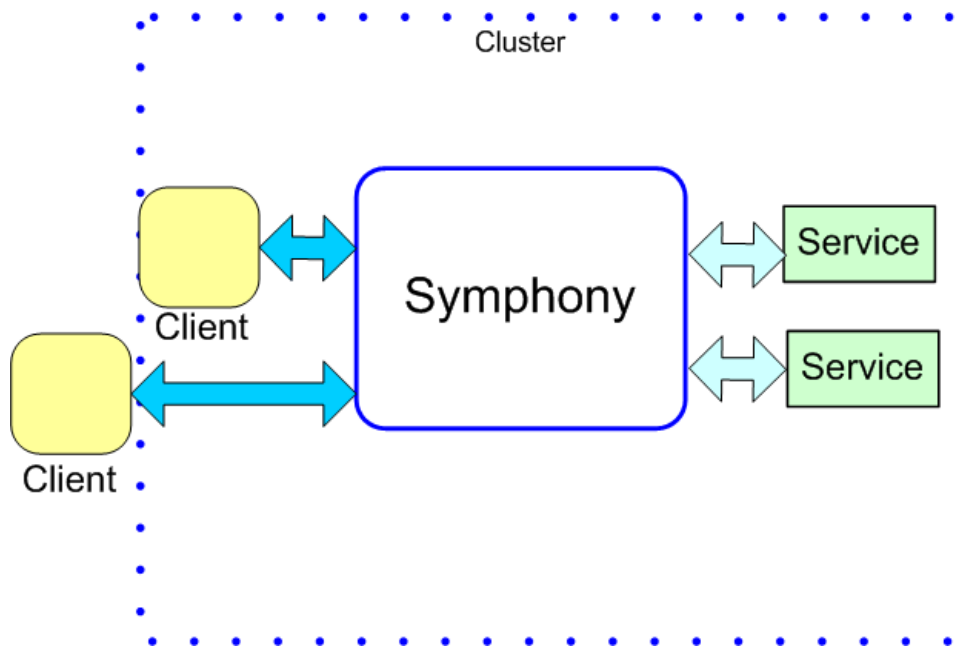 Cluster
Client
Client
Symphony
Service
Service